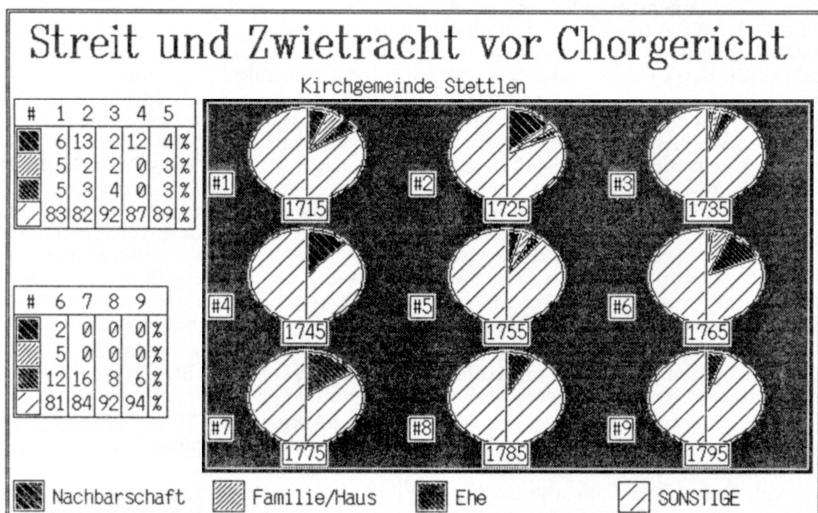 Streit und Zwietracht vor Chorgericht
Kirchgemeinde Stettlen
# 1 2 3 4 5
6 13 2 12 4 %
5 2 2 0 3 %
5 3 4 0 3 %
83 82 92 87 89 %
# 6 7 8 9
2 0 0 0 %
5 0 0 0 %
12 16 8 6 %
81 84 92 94 %
#1 1715
#2 1725
#3 1735
#4 1745
#5 1755
#6 1765
#7 1775
#8 1785
#9 1795
Nachbarschaft Familie/Haus Ehe SONSTIGE